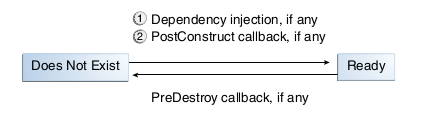 ① Dependency injection, if any
② PostConstruct callback, if any
Does Not Exist
Ready
PreDestroy callback, if any